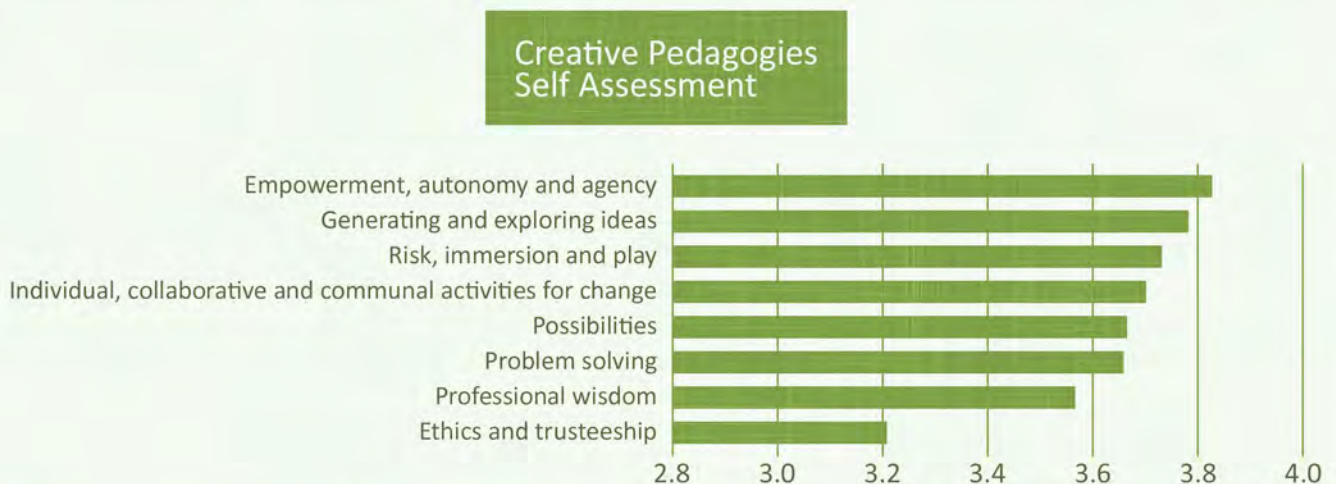 Creative Pedagogies
Self Assessment
Empowerment, autonomy and agency
Generating and exploring ideas
Risk, immersion and play
Individual, collaborative and communal activities for change
Possibilities
Problem solving
Professional wisdom
Ethics and trusteeship
2.8 3.0 3.2 3.4 3.6 3.8 4.0